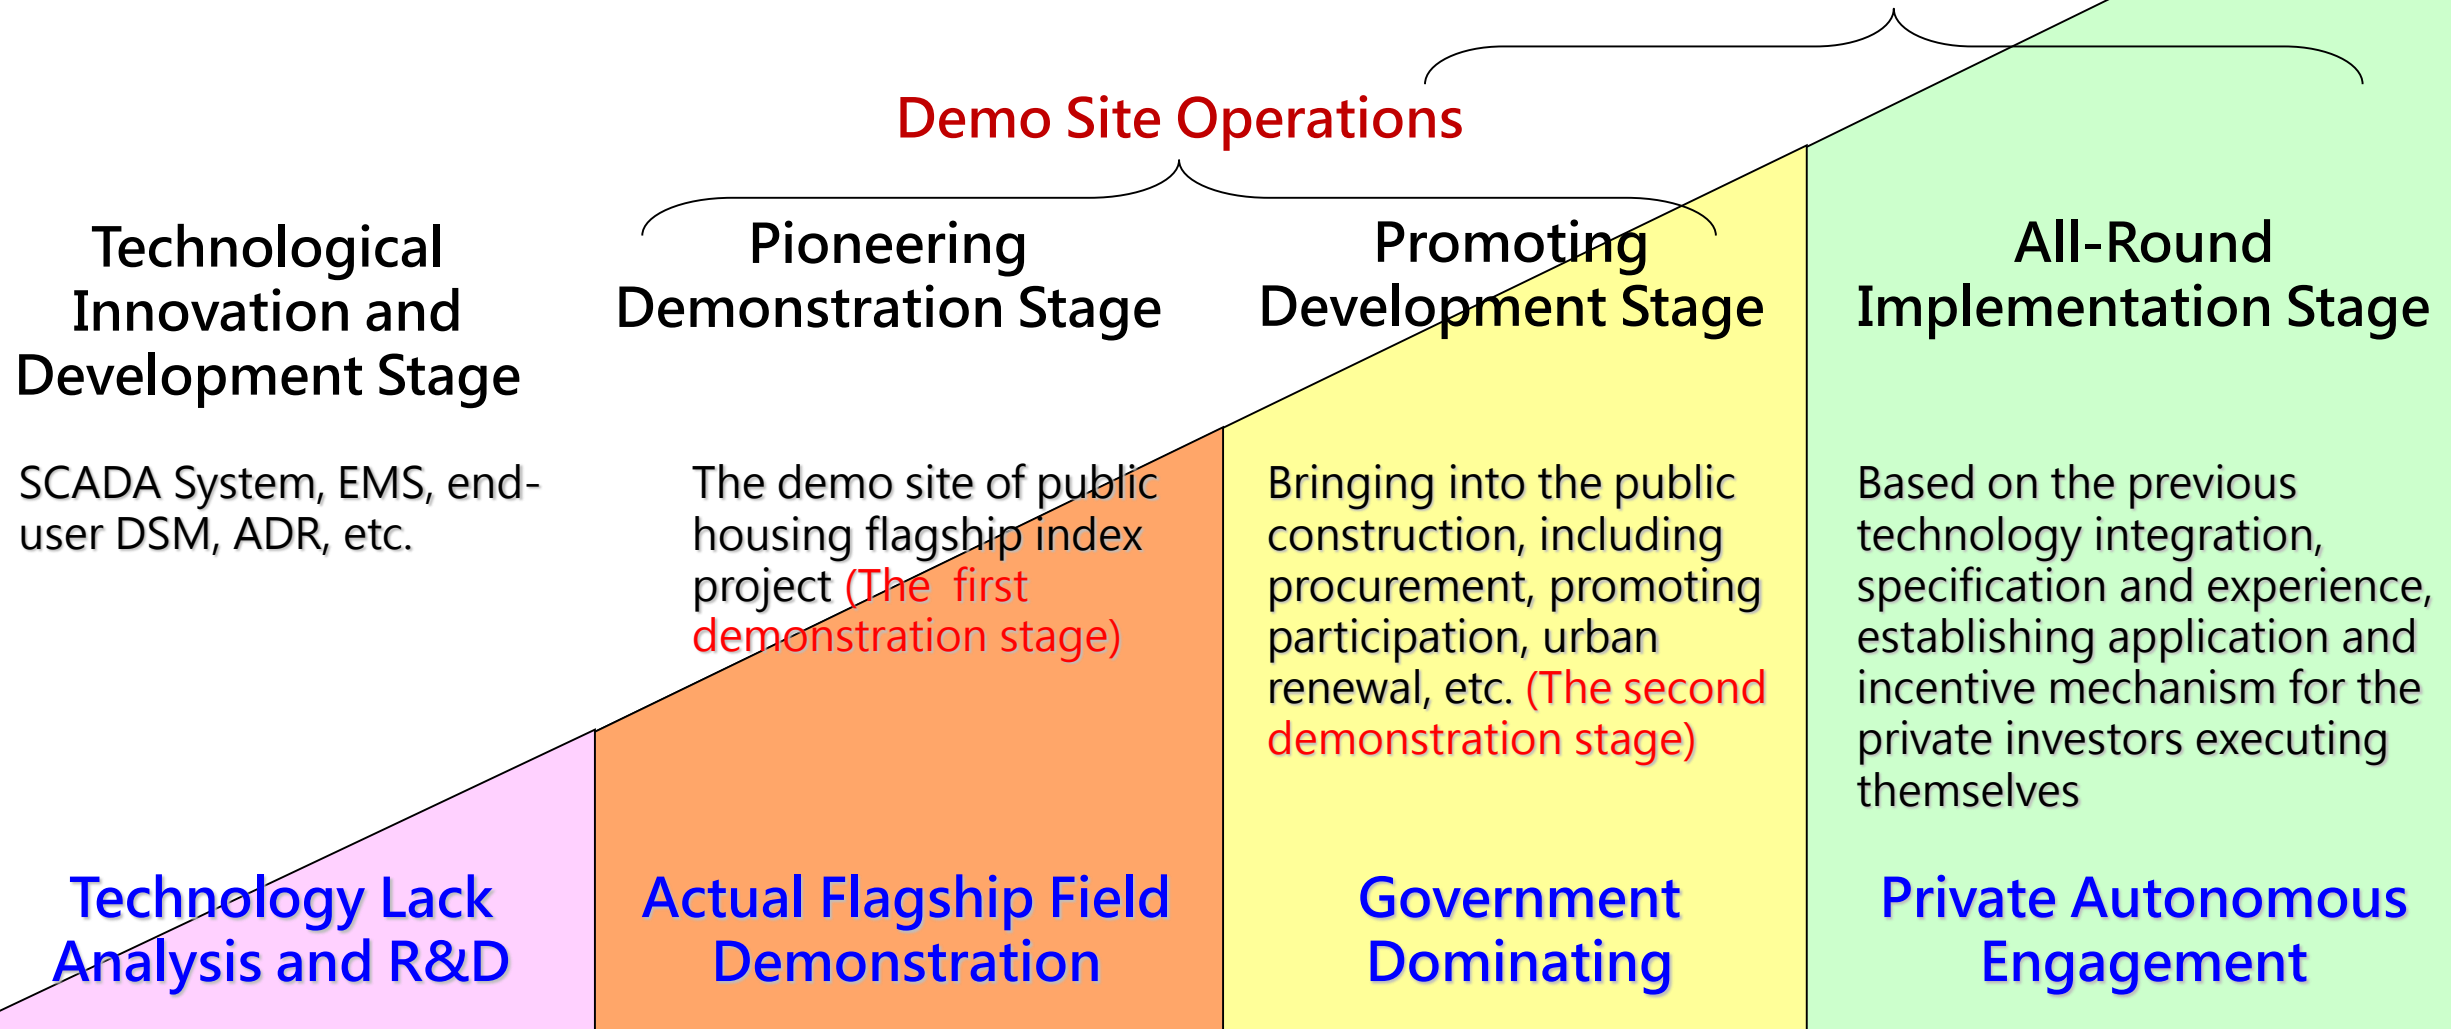 Demo Site Operations
Technological
Innovation and
Development Stage
SCADA System, EMS, end-
user DSM, ADR, etc.
Technology Lack
Analysis and R&D
Pioneering
Demonstration Stage
The demo site of public
housing flagship index
project (The  first
demonstration stage)
Actual Flagship Field
Demonstration
Promoting
Development Stage
Bringing into the public
construction, including
procurement, promoting
participation, urban
renewal, etc. (The second
demonstration stage)
Government
Dominating
All-Round
Implementation Stage
Based on the previous
technology integration,
specification and experience,
establishing application and
incentive mechanism for the
private investors executing
themselves
Private Autonomous
Engagement